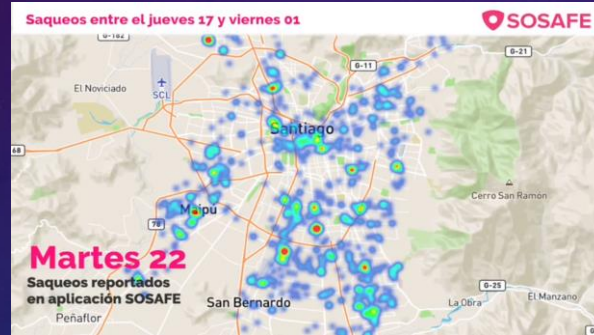 Saqueos entre el jueves 17 y viernes 01
SOSAFE
G-182
G-21
El Noviciado
SCL
G-11
Santiago
68
Cerro San Ramon
Maipú
78
Martes 22
Saqueos reportados
en aplicación SOSAFE
G-25
San Bernardo
La Obra
El Manzano
Peñaflor